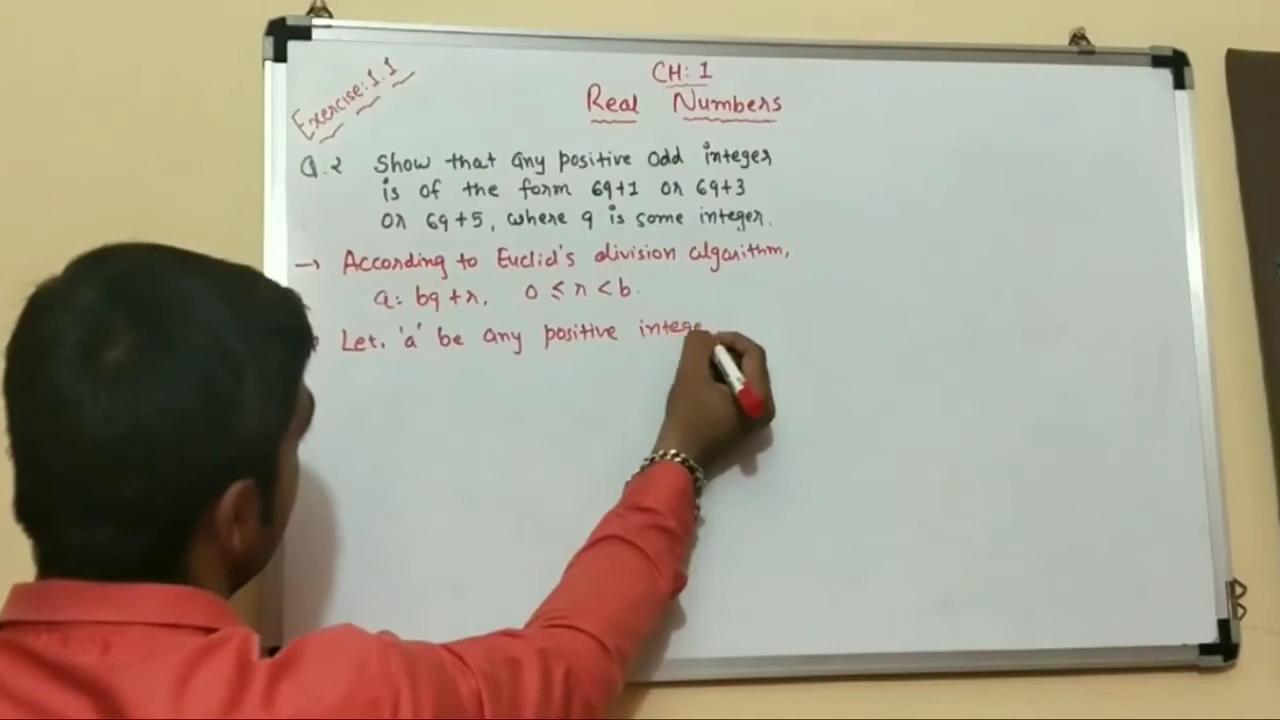 Exercise: 1.1
CH: 1
Real Numbers
Q.2 Show that any positive odd integer
is of the form 6q+1 or 6q+3
or 6q+5, where q is some integer.
→ According to Euclid's division algorithm,
a = bq + r, 0 ≤ r < b.
Let, 'a' be any positive intege